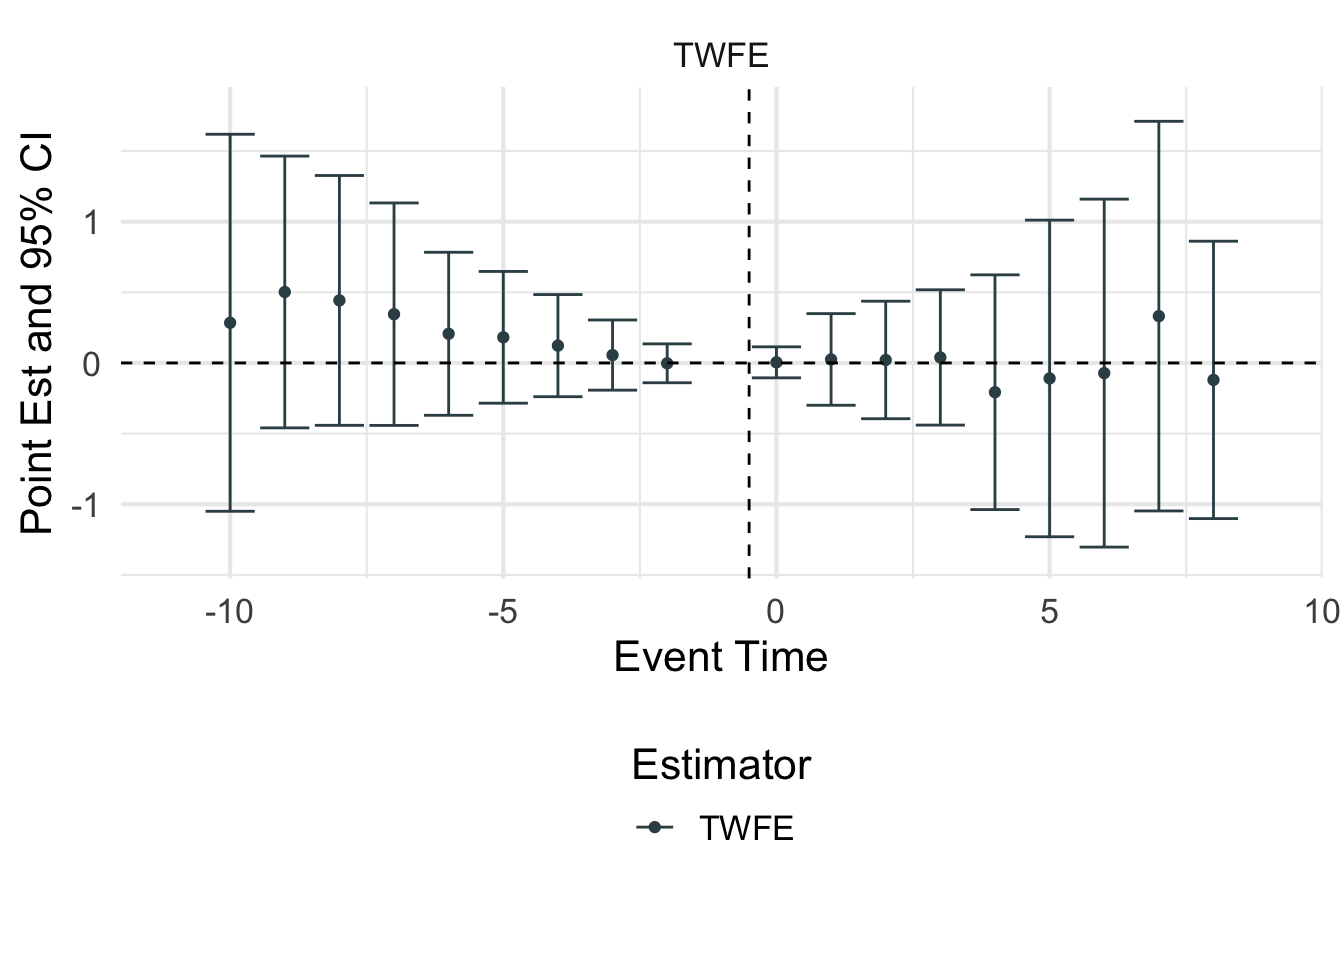 TWFE
Point Est and 95% CI
1
0
-1
-10 -5 0 5 10
Event Time
Estimator
TWFE